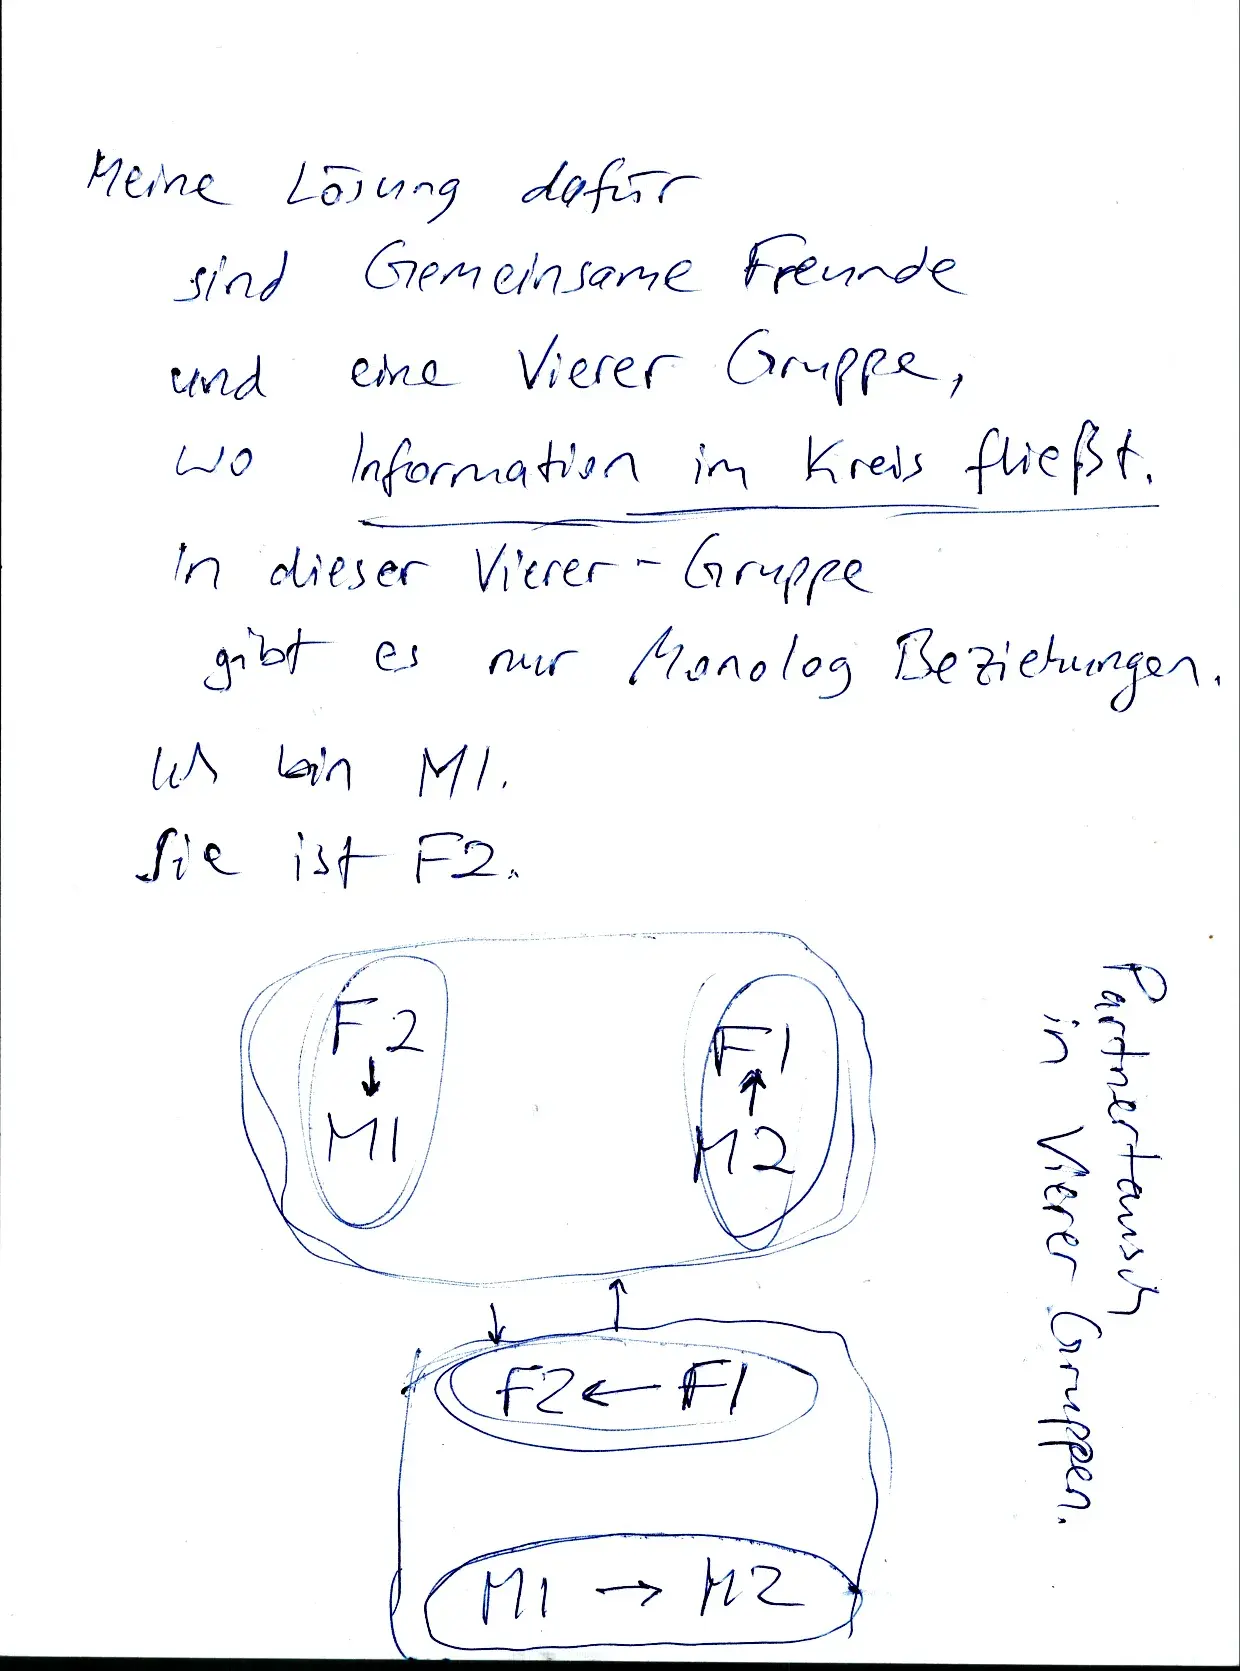 Meine Lösung dafür
sind Gemeinsame Freunde
und eine Vierer Gruppe,
wo Information im Kreis fließt.
In dieser Vierer-Gruppe
gibt es nur Monolog Beziehungen.
Ich bin M1.
Sie ist F2.
F2
↓
M1
F1
↑
M2
↓ ↑
F2 ← F1
M1 → M2
Partnertausch
in Vierer Gruppen.